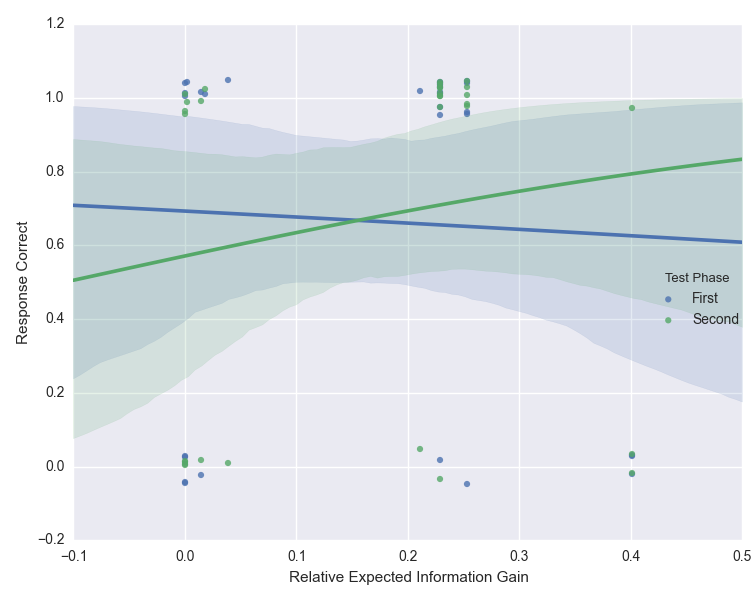 1.2
1.0
0.8
0.6
0.4
0.2
0.0
−0.2
Response Correct
Test Phase
First
Second
−0.1 0.0 0.1 0.2 0.3 0.4 0.5
Relative Expected Information Gain